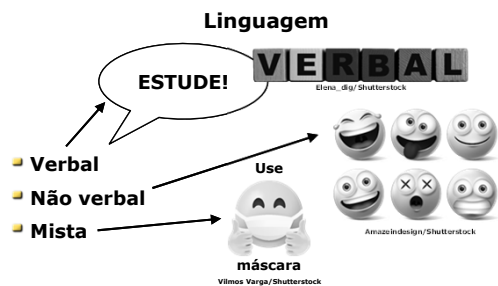 Linguagem
VERBAL
Elena_dig/Shutterstock
ESTUDE!
Verbal
Não verbal
Mista
Use
máscara
Vilmos Varga/Shutterstock
Amazeindesign/Shutterstock